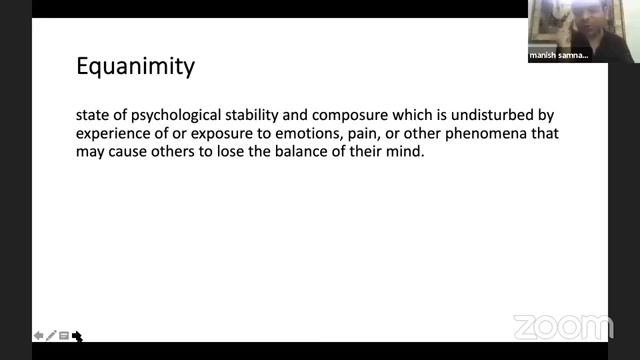 manish samna...
Equanimity
state of psychological stability and composure which is undisturbed by
experience of or exposure to emotions, pain, or other phenomena that
may cause others to lose the balance of their mind.
zoom